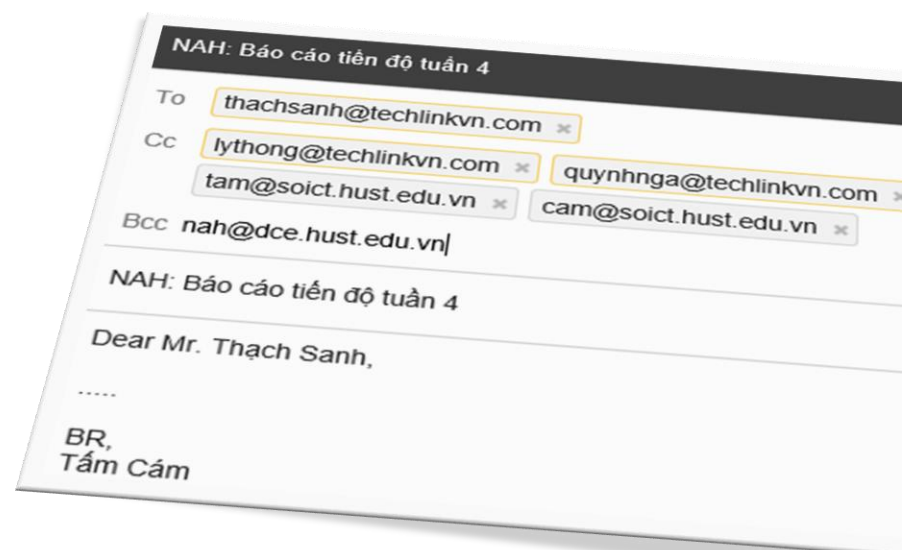 NAH: Báo cáo tiến độ tuần 4
To thachsanh@techlinkvn.com ×
Cc lythong@techlinkvn.com × quynhnga@techlinkvn.com ×
tam@soict.hust.edu.vn × cam@soict.hust.edu.vn ×
Bcc nah@dce.hust.edu.vn
NAH: Báo cáo tiến độ tuần 4
Dear Mr. Thạch Sanh,
.....
BR,
Tấm Cám